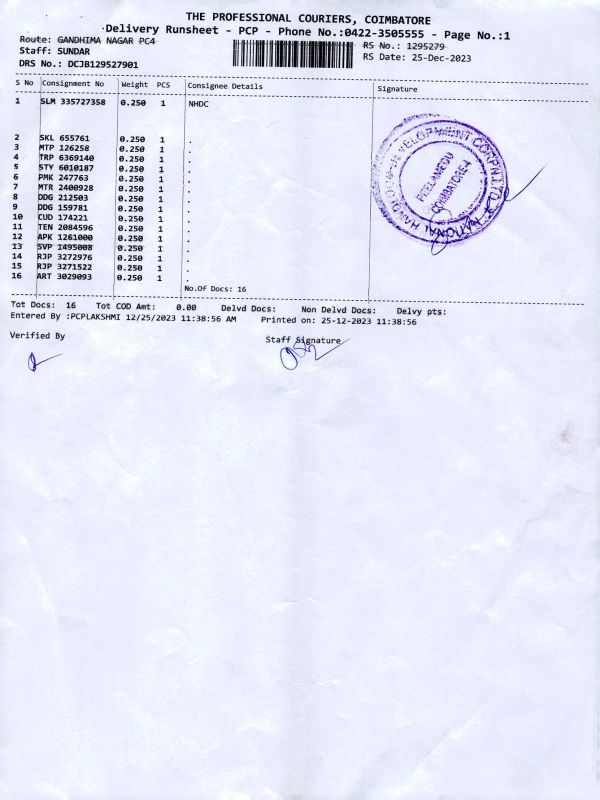 THE PROFESSIONAL COURIERS, COIMBATORE
Delivery Runsheet - PCP - Phone No.:0422-3505555 - Page No.:1
Route: GANDHIMA NAGAR PC4
RS No.: 1295279
Staff: SUNDAR
RS Date: 25-Dec-2023
DRS No.: DCJB129527901
S No Consignment No Weight PCS Consignee Details Signature
1 SLM 335727358 0.250 1 NHDC
2 SKL 655761 0.250 1 .
3 MTP 126258 0.250 1 .
4 TRP 6369140 0.250 1 .
5 STY 6010187 0.250 1 .
6 PMK 247763 0.250 1 .
7 MTR 2400928 0.250 1 .
8 DDG 212503 0.250 1 .
9 DDG 159781 0.250 1 .
10 CUD 174221 0.250 1 .
11 TEN 2084596 0.250 1 .
12 APK 1261000 0.250 1 .
13 SVP 1495008 0.250 1 .
14 RJP 3272976 0.250 1 .
15 RJP 3271522 0.250 1 .
16 ART 3029093 0.250 1 .
No.Of Docs: 16
NATIONAL HANDLOOM DEVELOPMENT CORPN LTD
PEELAMEDU
COIMBATORE-4
Tot Docs: 16 Tot COD Amt: 0.00 Delvd Docs: Non Delvd Docs: Delvy pts:
Entered By :PCPLAKSHMI 12/25/2023 11:38:56 AM Printed on: 25-12-2023 11:38:56
Verified By
Staff Signature